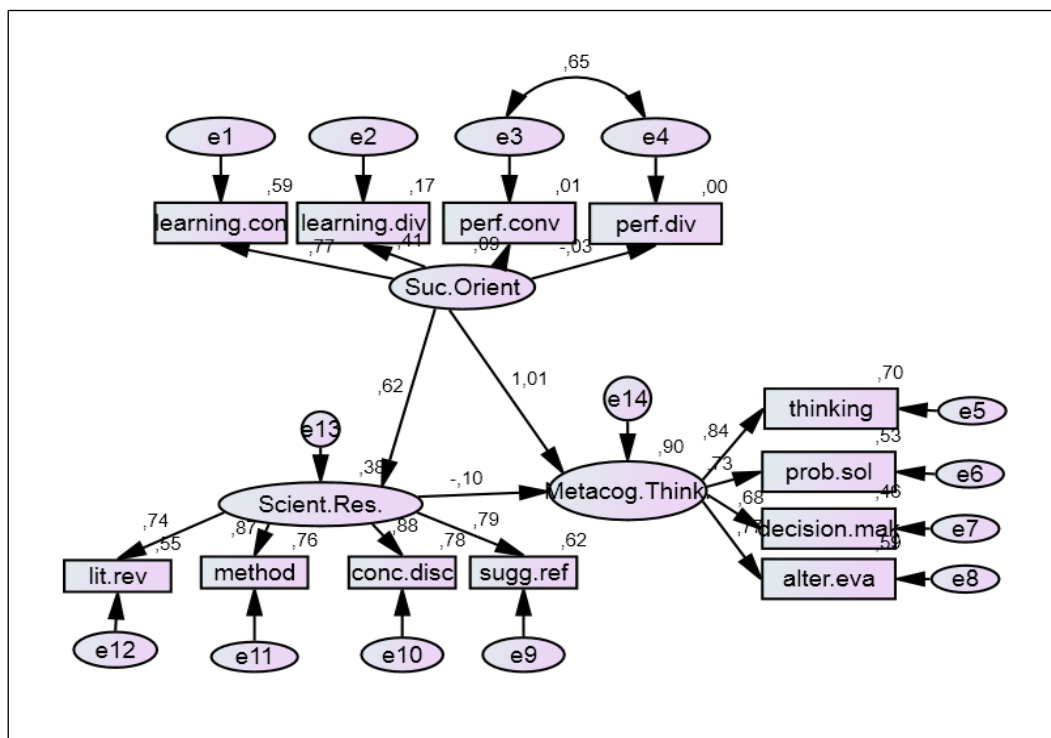 ,65
e1
e2
e3
e4
,59
,17
,01
,00
learning.con
learning.div
perf.conv
perf.div
,77
,41
,09
-,03
Suc.Orient
,62
1,01
e13
e14
,70
thinking
e5
,84
,53
,38
,90
,73
prob.sol
e6
Scient.Res.
-,10
Metacog.Think.
,68
,46
decision.mak
e7
,74
,87
,88
,79
,77
,59
,55
,76
,78
,62
lit.rev
method
conc.disc
sugg.ref
alter.eva
e8
e12
e11
e10
e9